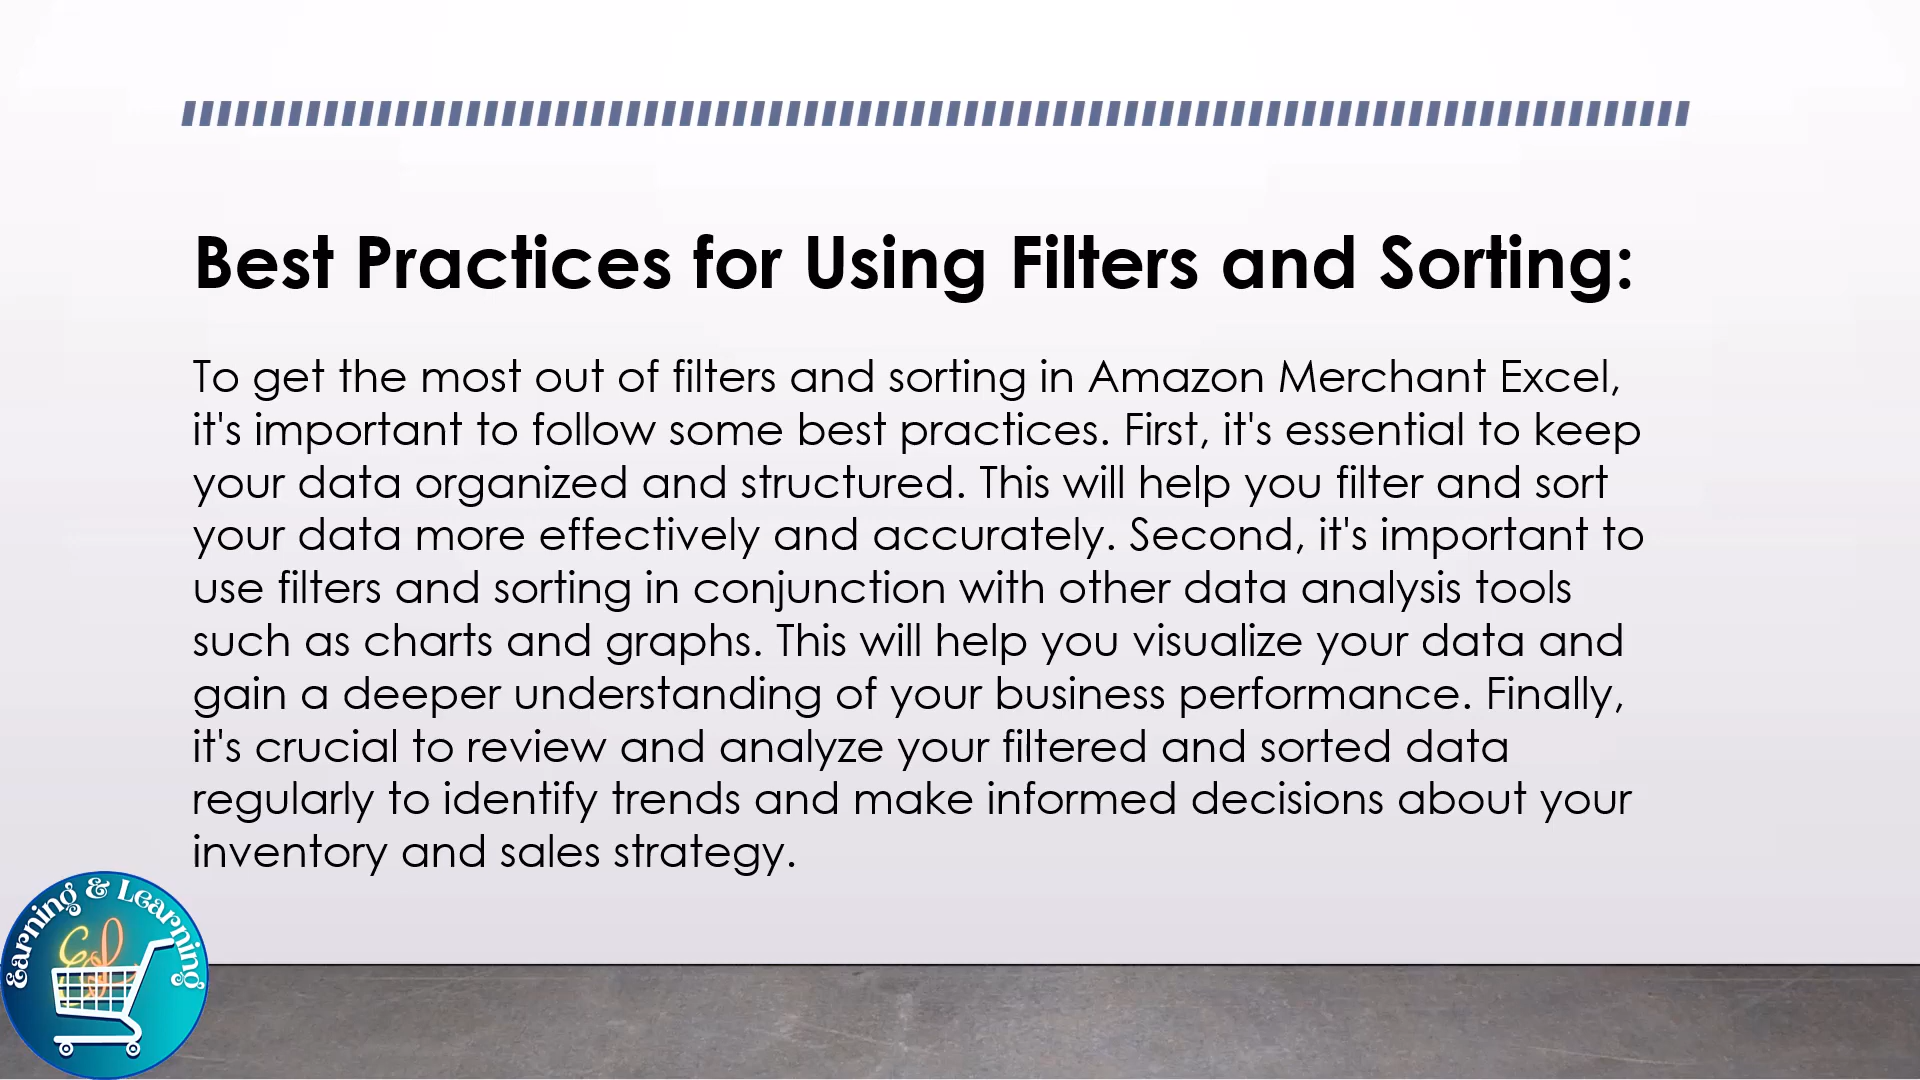 Best Practices for Using Filters and Sorting:
To get the most out of filters and sorting in Amazon Merchant Excel,
it's important to follow some best practices. First, it's essential to keep
your data organized and structured. This will help you filter and sort
your data more effectively and accurately. Second, it's important to
use filters and sorting in conjunction with other data analysis tools
such as charts and graphs. This will help you visualize your data and
gain a deeper understanding of your business performance. Finally,
it's crucial to review and analyze your filtered and sorted data
regularly to identify trends and make informed decisions about your
inventory and sales strategy.
Earning & Learning